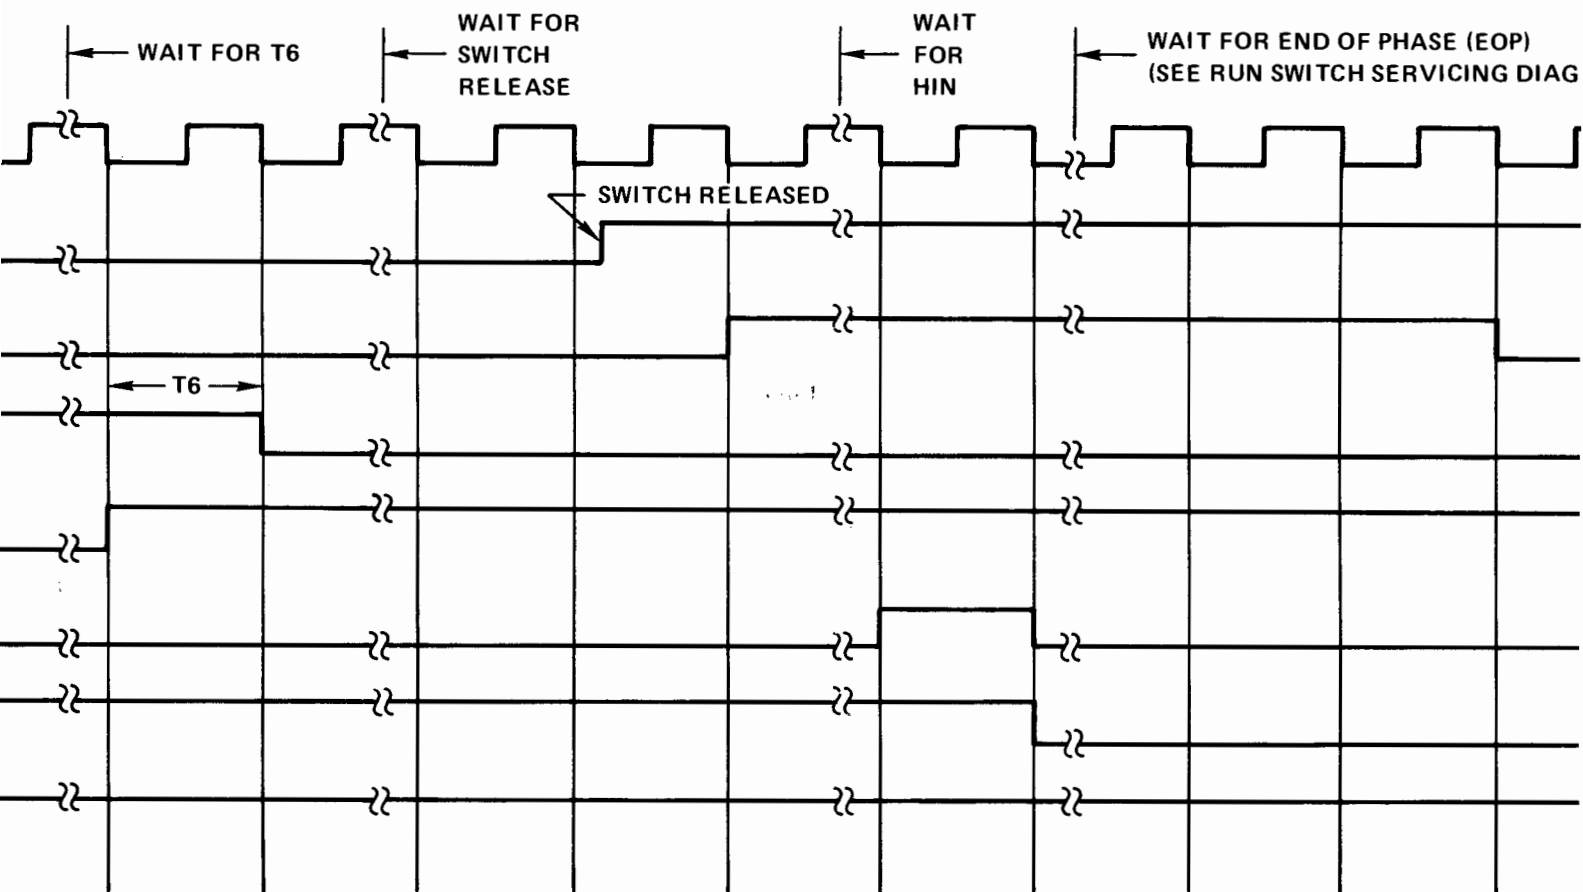 WAIT FOR T6
WAIT FOR
SWITCH
RELEASE
WAIT
FOR
HIN
WAIT FOR END OF PHASE (EOP)
(SEE RUN SWITCH SERVICING DIAG
SWITCH RELEASED
T6